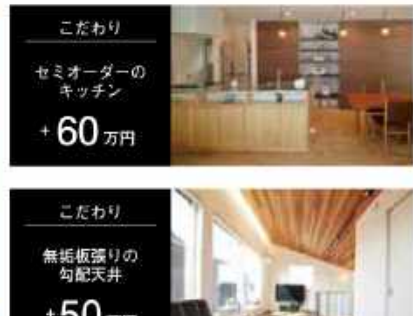 こだわり
セミオーダーの
キッチン
+60万円
こだわり
無垢板張りの
勾配天井
+50